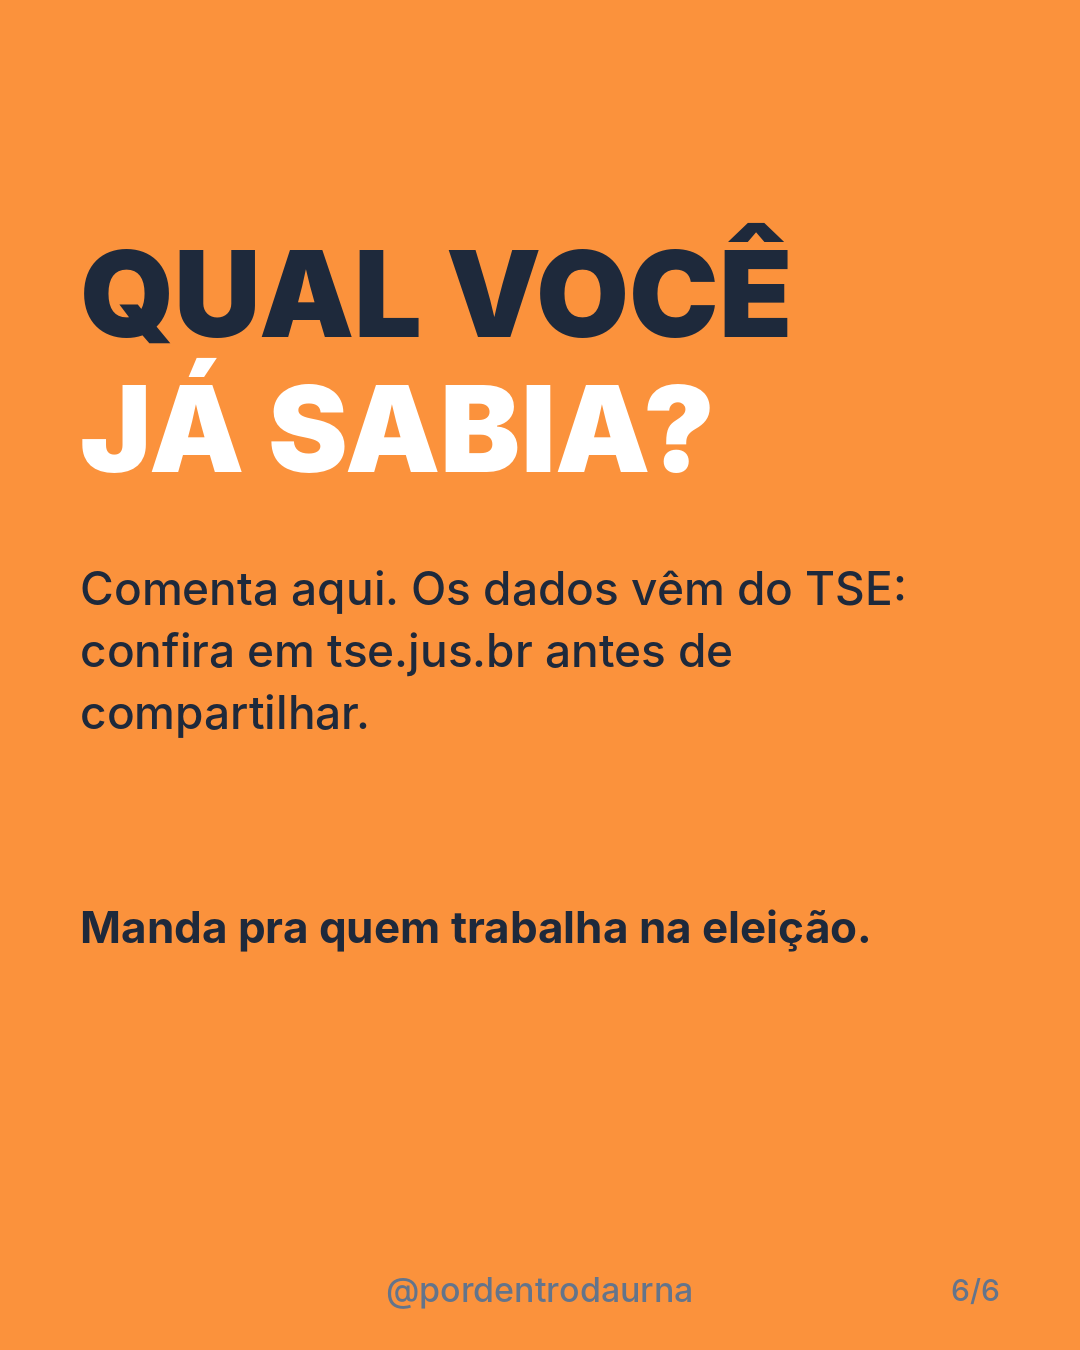 QUAL VOCÊ
JÁ SABIA?
Comenta aqui. Os dados vêm do TSE:
confira em tse.jus.br antes de
compartilhar.
Manda pra quem trabalha na eleição.
@pordentrodaurna
6/6